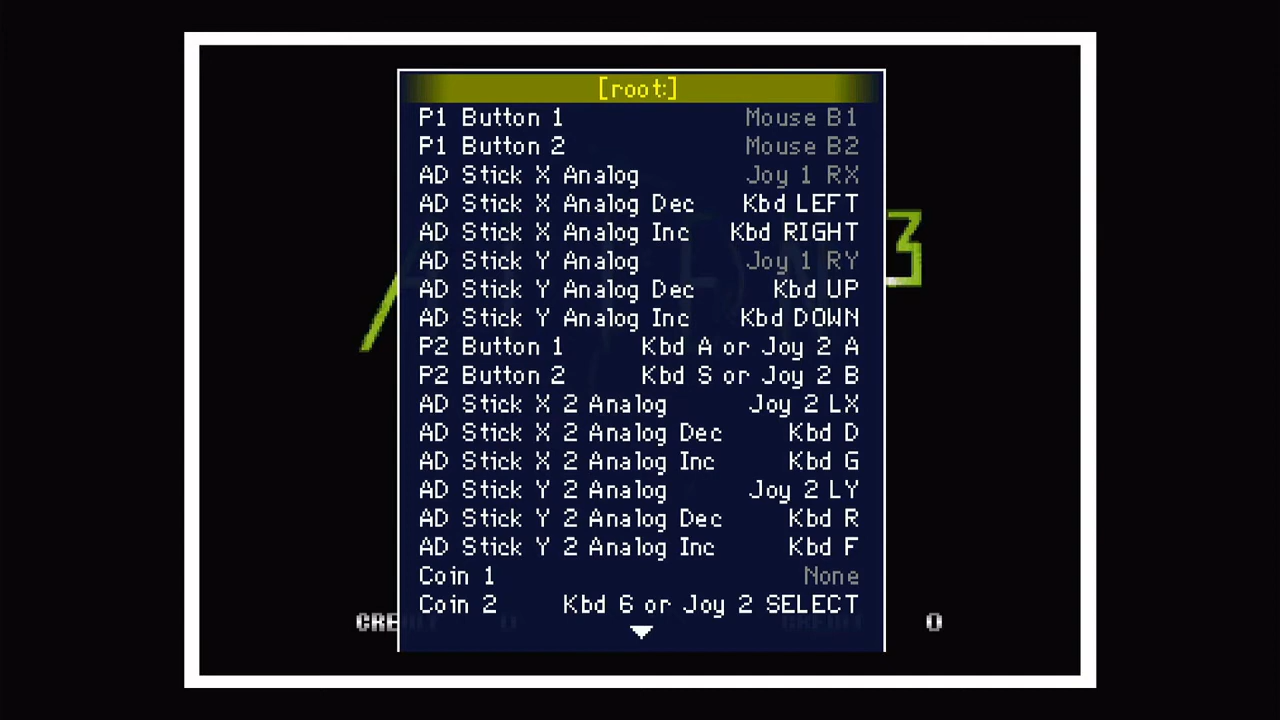 [root:]
P1 Button 1 Mouse B1
P1 Button 2 Mouse B2
AD Stick X Analog Joy 1 RX
AD Stick X Analog Dec Kbd LEFT
AD Stick X Analog Inc Kbd RIGHT
AD Stick Y Analog Joy 1 RY
AD Stick Y Analog Dec Kbd UP
AD Stick Y Analog Inc Kbd DOWN
P2 Button 1 Kbd A or Joy 2 A
P2 Button 2 Kbd S or Joy 2 B
AD Stick X 2 Analog Joy 2 LX
AD Stick X 2 Analog Dec Kbd D
AD Stick X 2 Analog Inc Kbd G
AD Stick Y 2 Analog Joy 2 LY
AD Stick Y 2 Analog Dec Kbd R
AD Stick Y 2 Analog Inc Kbd F
Coin 1 None
Coin 2 Kbd 6 or Joy 2 SELECT
CREDIT 0